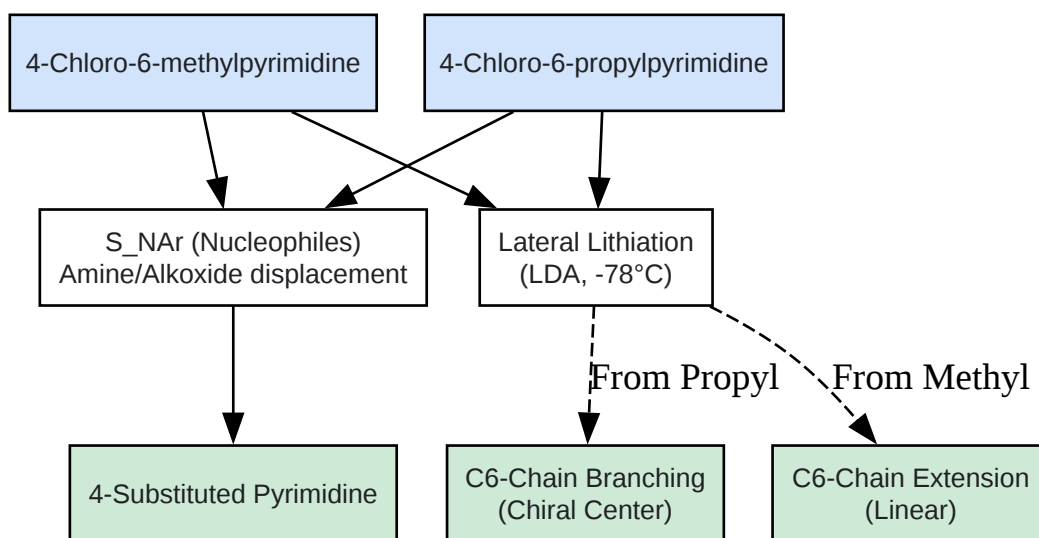 4-Chloro-6-methylpyrimidine
4-Chloro-6-propylpyrimidine
S_NAr (Nucleophiles)
Amine/Alkoxide displacement
Lateral Lithiation
(LDA, -78°C)
From Propyl
From Methyl
4-Substituted Pyrimidine
C6-Chain Branching
(Chiral Center)
C6-Chain Extension
(Linear)